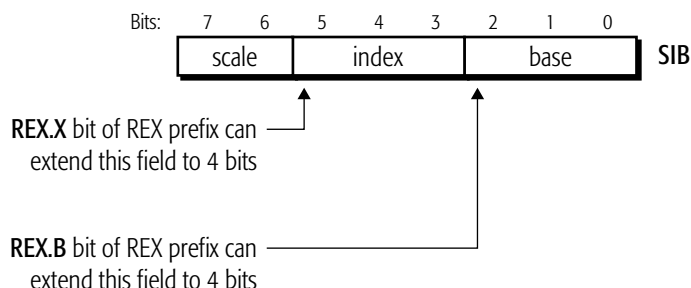 Bits: 7 6 5 4 3 2 1 0
scale index base SIB
REX.X bit of REX prefix can
extend this field to 4 bits
REX.B bit of REX prefix can
extend this field to 4 bits